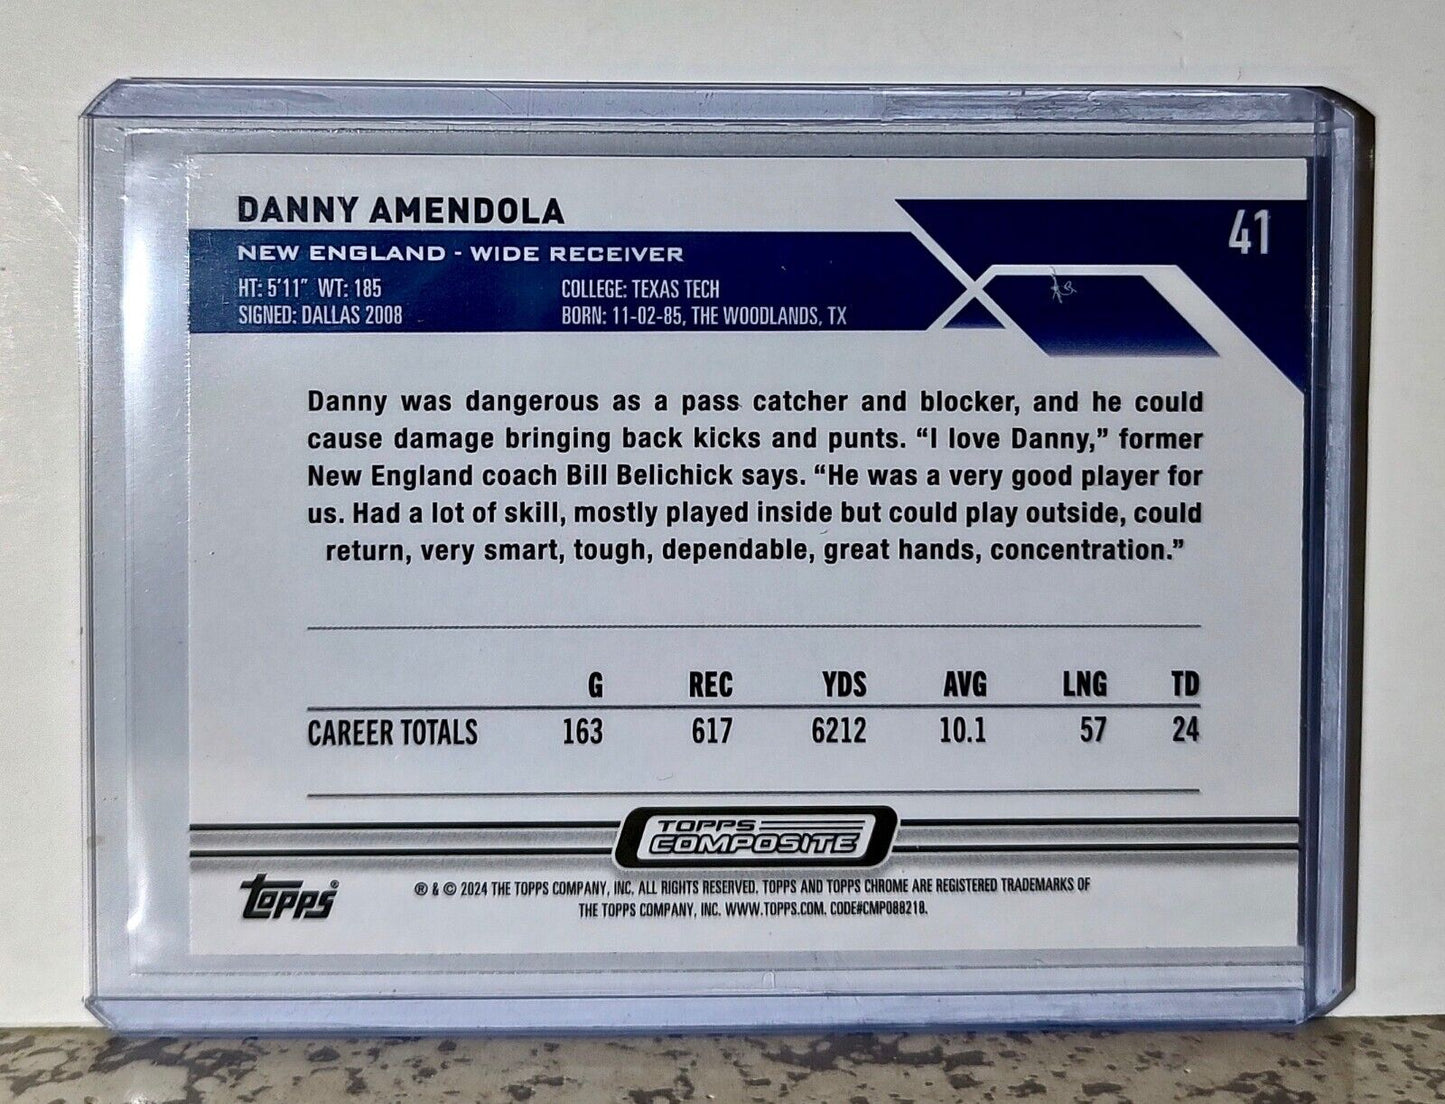 DANNY AMENDOLA
41
NEW ENGLAND - WIDE RECEIVER
HT: 5'11" WT: 185 COLLEGE: TEXAS TECH
SIGNED: DALLAS 2008 BORN: 11-02-85, THE WOODLANDS, TX
Danny was dangerous as a pass catcher and blocker, and he could
cause damage bringing back kicks and punts. “I love Danny,” former
New England coach Bill Belichick says. “He was a very good player for
us. Had a lot of skill, mostly played inside but could play outside, could
return, very smart, tough, dependable, great hands, concentration.”
G REC YDS AVG LNG TD
CAREER TOTALS 163 617 6212 10.1 57 24
TOPPS
COMPOSITE
Topps®
® & © 2024 THE TOPPS COMPANY, INC. ALL RIGHTS RESERVED. TOPPS AND TOPPS CHROME ARE REGISTERED TRADEMARKS OF
THE TOPPS COMPANY, INC. WWW.TOPPS.COM. CODE#CMP088218.